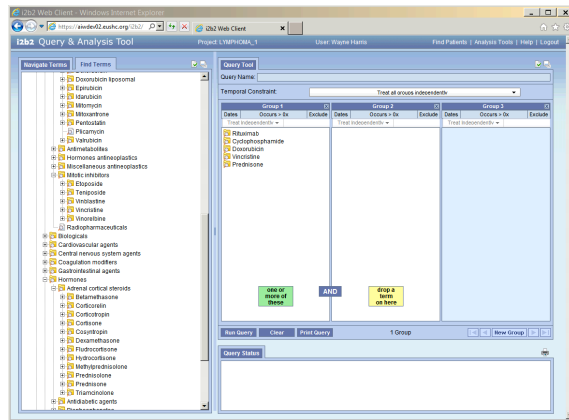 i2b2 Web Client - Windows Internet Explorer
https://aiwdev02.eushc.org/i2b2/
i2b2 Web Client
i2b2 Query & Analysis Tool
Project: LYMPHOMA_1
User: Wayne Harris
Find Patients | Analysis Tools | Help | Logout
Navigate Terms
Find Terms
Doxorubicin liposomal
Epirubicin
Idarubicin
Mitomycin
Mitoxantrone
Pentostatin
Plicamycin
Valrubicin
Antimetabolites
Hormones antineoplastics
Miscellaneous antineoplastics
Mitotic inhibitors
Etoposide
Teniposide
Vinblastine
Vincristine
Vinorelbine
Radiopharmaceuticals
Biologicals
Cardiovascular agents
Central nervous system agents
Coagulation modifiers
Gastrointestinal agents
Hormones
Adrenal cortical steroids
Betamethasone
Corticorelin
Corticotropin
Cortisone
Cosyntropin
Dexamethasone
Fludrocortisone
Hydrocortisone
Methylprednisolone
Prednisolone
Prednisone
Triamcinolone
Antidiabetic agents
Query Tool
Query Name:
Temporal Constraint:
Treat all groups independently
Group 1
Group 2
Group 3
Dates Occurs > 0x Exclude
Dates Occurs > 0x Exclude
Dates Occurs > 0x Exclude
Treat Independently
Treat Independently
Treat Independently
Rituximab
Cyclophosphamide
Doxorubicin
Vincristine
Prednisone
one or
more of
these
AND
drop a
term
on here
Run Query
Clear
Print Query
1 Group
New Group
Query Status